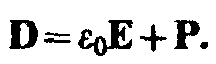 D = ε₀E + P.